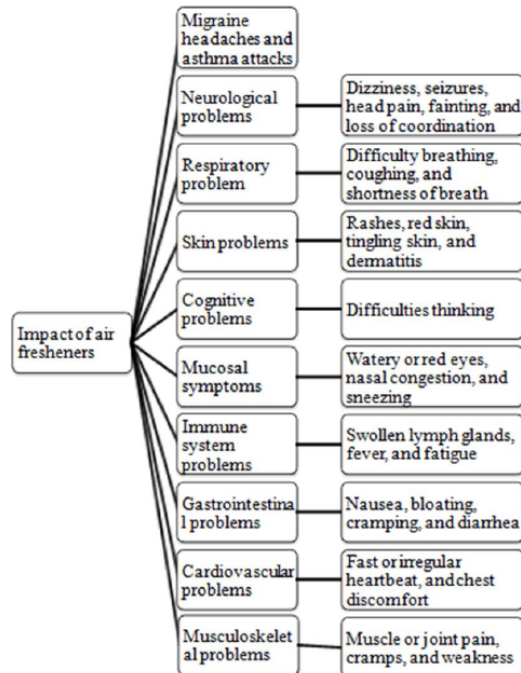 Migraine
headaches and
asthma attacks
Neurological
problems
Dizziness, seizures,
head pain, fainting, and
loss of coordination
Respiratory
problem
Difficulty breathing,
coughing, and
shortness of breath
Skin problems
Rashes, red skin,
tingling skin, and
dermatitis
Cognitive
problems
Difficulties thinking
Impact of air
fresheners
Mucosal
symptoms
Watery or red eyes,
nasal congestion, and
sneezing
Immune
system
problems
Swollen lymph glands,
fever, and fatigue
Gastrointestina
l problems
Nausea, bloating,
cramping, and diarrhea
Cardiovascular
problems
Fast or irregular
heartbeat, and chest
discomfort
Musculoskelet
al problems
Muscle or joint pain,
cramps, and weakness